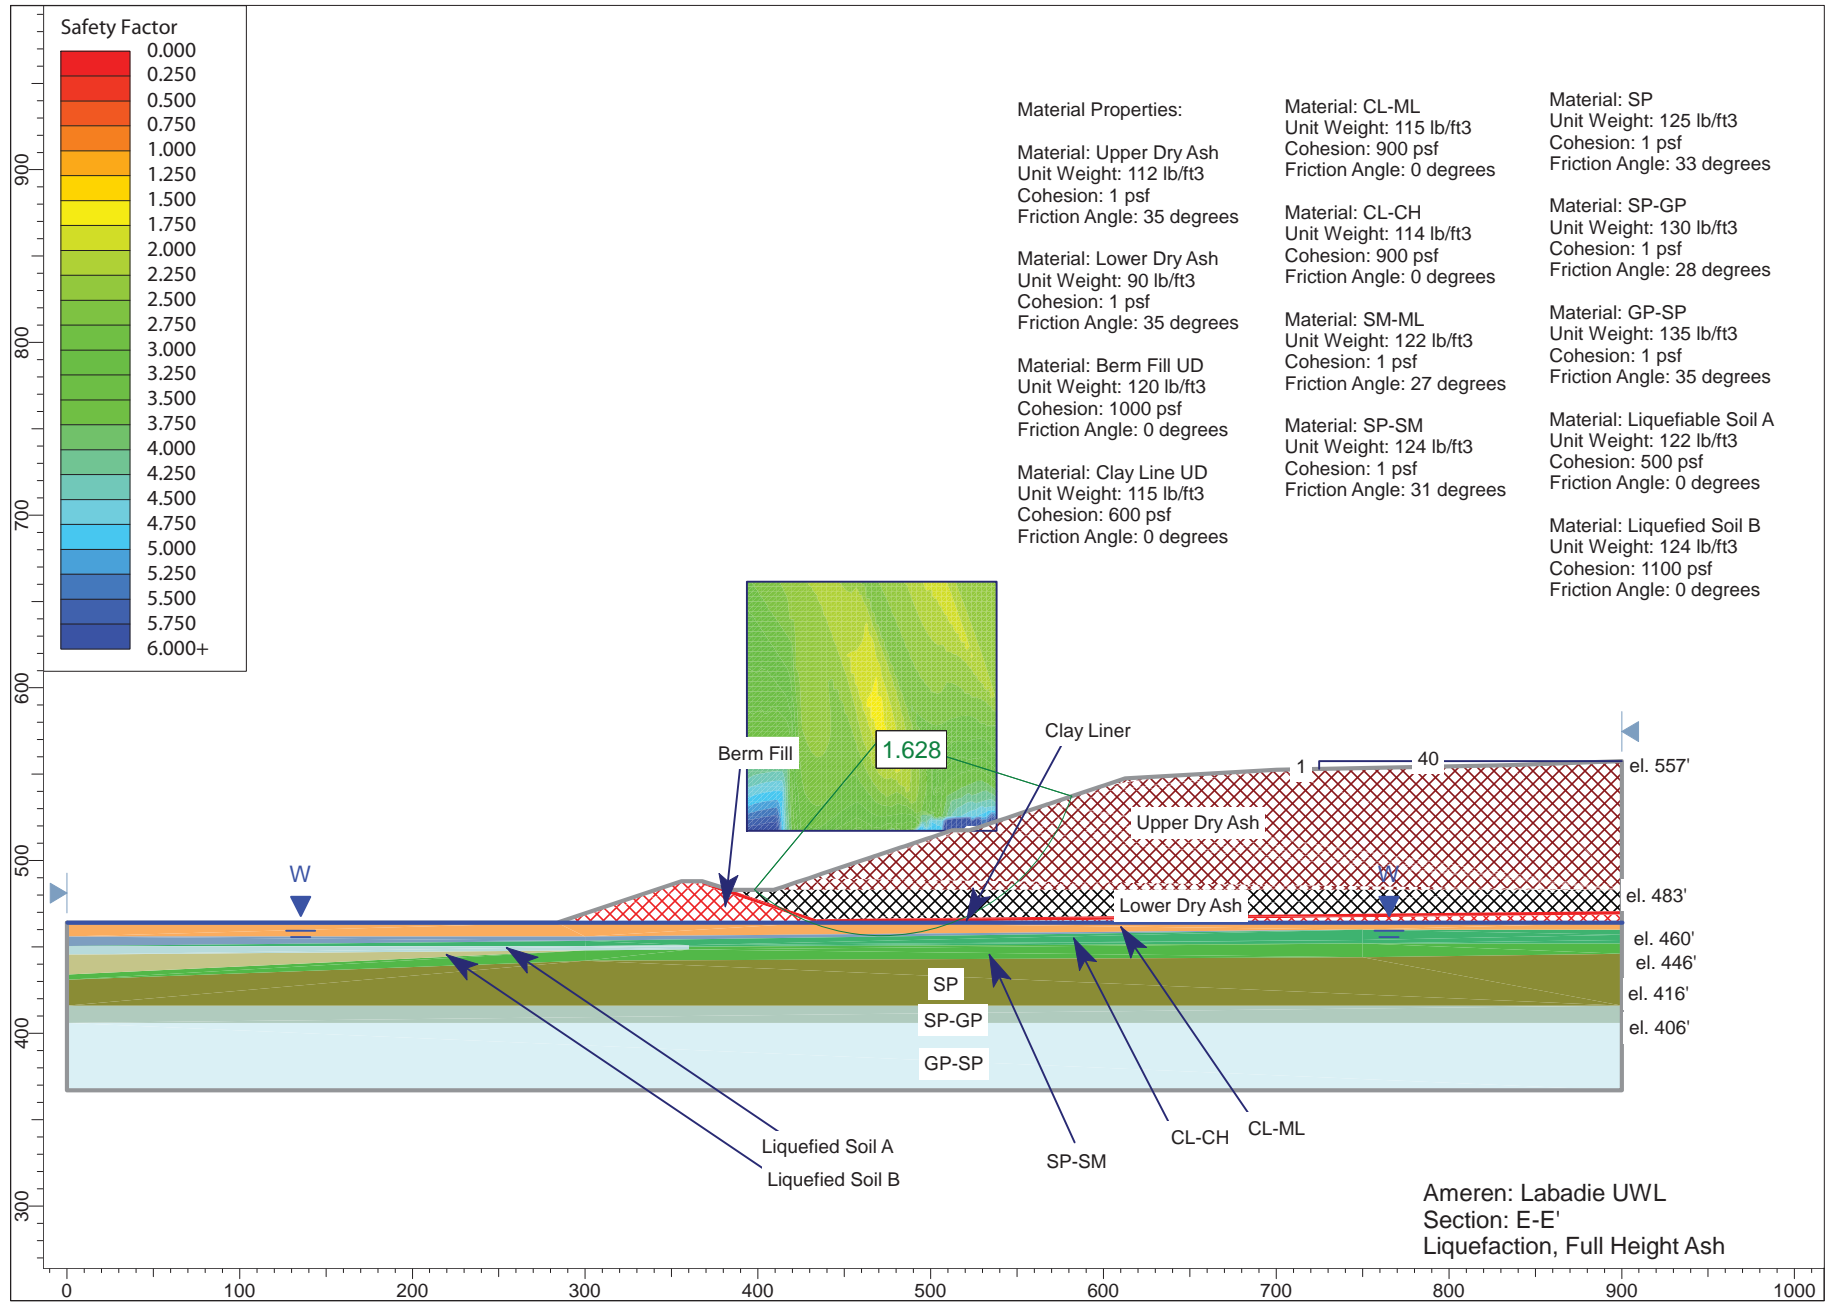 Safety Factor
0.000
0.250
0.500
0.750
1.000
1.250
1.500
1.750
2.000
2.250
2.500
2.750
3.000
3.250
3.500
3.750
4.000
4.250
4.500
4.750
5.000
5.250
5.500
5.750
6.000+
Material Properties:
Material: Upper Dry Ash
Unit Weight: 112 lb/ft3
Cohesion: 1 psf
Friction Angle: 35 degrees
Material: Lower Dry Ash
Unit Weight: 90 lb/ft3
Cohesion: 1 psf
Friction Angle: 35 degrees
Material: Berm Fill UD
Unit Weight: 120 lb/ft3
Cohesion: 1000 psf
Friction Angle: 0 degrees
Material: Clay Line UD
Unit Weight: 115 lb/ft3
Cohesion: 600 psf
Friction Angle: 0 degrees
Material: CL-ML
Unit Weight: 115 lb/ft3
Cohesion: 900 psf
Friction Angle: 0 degrees
Material: CL-CH
Unit Weight: 114 lb/ft3
Cohesion: 900 psf
Friction Angle: 0 degrees
Material: SM-ML
Unit Weight: 122 lb/ft3
Cohesion: 1 psf
Friction Angle: 27 degrees
Material: SP-SM
Unit Weight: 124 lb/ft3
Cohesion: 1 psf
Friction Angle: 31 degrees
Material: SP
Unit Weight: 125 lb/ft3
Cohesion: 1 psf
Friction Angle: 33 degrees
Material: SP-GP
Unit Weight: 130 lb/ft3
Cohesion: 1 psf
Friction Angle: 28 degrees
Material: GP-SP
Unit Weight: 135 lb/ft3
Cohesion: 1 psf
Friction Angle: 35 degrees
Material: Liquefiable Soil A
Unit Weight: 122 lb/ft3
Cohesion: 500 psf
Friction Angle: 0 degrees
Material: Liquefied Soil B
Unit Weight: 124 lb/ft3
Cohesion: 1100 psf
Friction Angle: 0 degrees
900
800
700
600
500
400
300
Berm Fill
1.628
Clay Liner
1
40
el. 557'
Upper Dry Ash
W
W
Lower Dry Ash
el. 483'
el. 460'
el. 446'
el. 416'
el. 406'
SP
SP-GP
GP-SP
Liquefied Soil A
Liquefied Soil B
SP-SM
CL-CH
CL-ML
Ameren: Labadie UWL
Section: E-E'
Liquefaction, Full Height Ash
0
100
200
300
400
500
600
700
800
900
1000